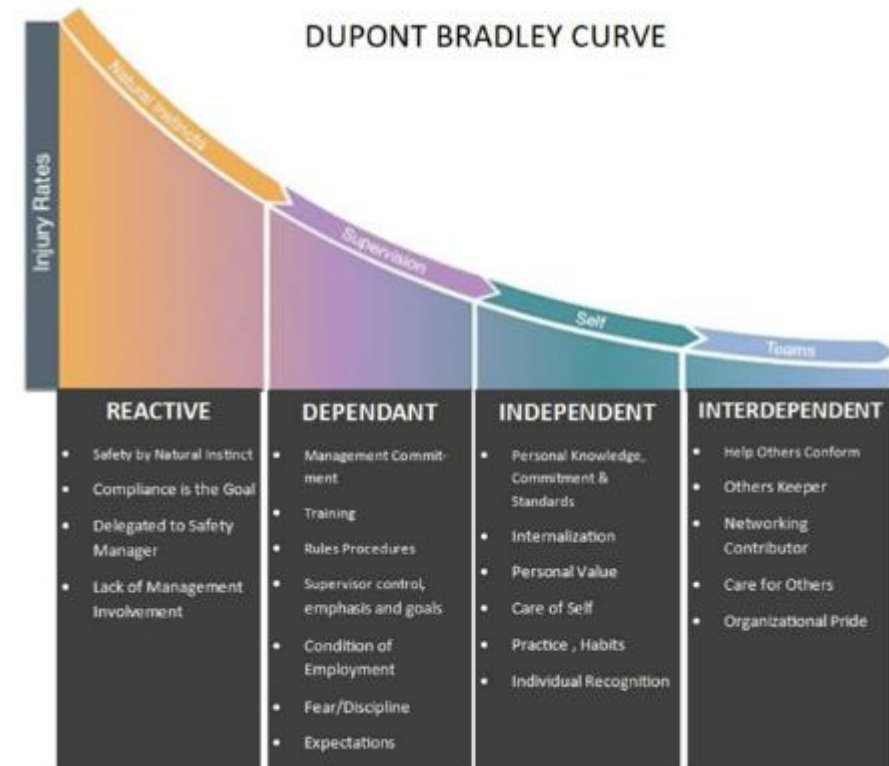 DUPONT BRADLEY CURVE
Injury Rates
Natural Instincts
Supervision
Self
Teams
REACTIVE
• Safety by Natural Instinct
• Compliance is the Goal
• Delegated to Safety
Manager
• Lack of Management
Involvement
DEPENDANT
• Management Commit-
ment
• Training
• Rules Procedures
• Supervisor control,
emphasis and goals
• Condition of
Employment
• Fear/Discipline
• Expectations
INDEPENDENT
• Personal Knowledge,
Commitment &
Standards
• Internalization
• Personal Value
• Care of Self
• Practice , Habits
• Individual Recognition
INTERDEPENDENT
• Help Others Conform
• Others Keeper
• Networking
Contributor
• Care for Others
• Organizational Pride